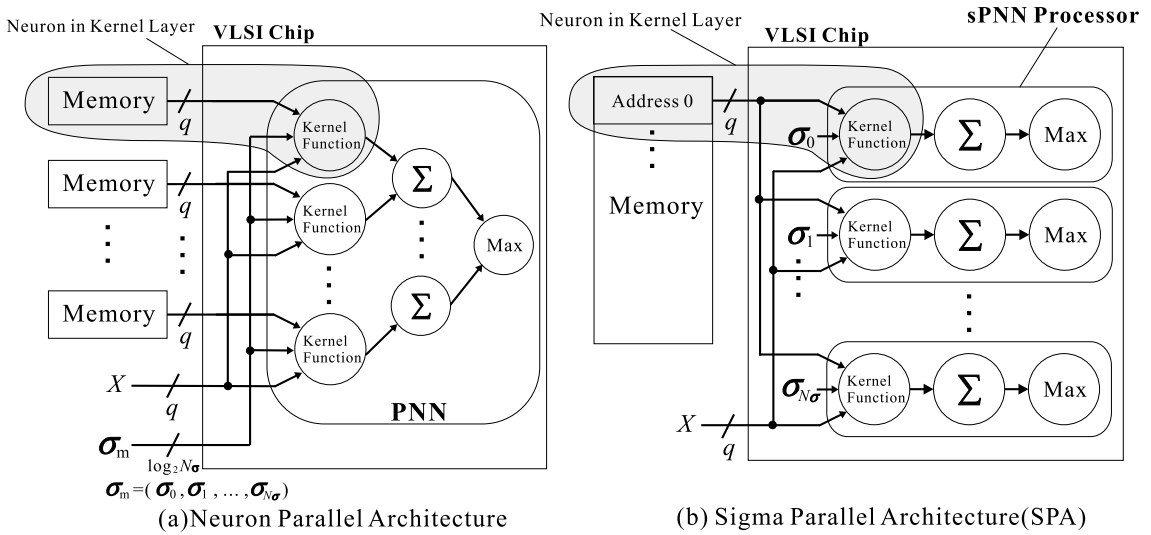 Neuron in Kernel Layer
VLSI Chip
Memory
q
Kernel
Function
Memory
q
Kernel
Function
Σ
Max
Σ
Memory
q
Kernel
Function
X
q
PNN
σm
log2Nσ
σm=( σ0,σ1 , ... ,σNσ)
(a)Neuron Parallel Architecture
sPNN Processor
Neuron in Kernel Layer
VLSI Chip
Address 0
q
Memory
σ0
Kernel
Function
Σ
Max
σ1
Kernel
Function
Σ
Max
σNσ
Kernel
Function
Σ
Max
X
q
(b) Sigma Parallel Architecture(SPA)